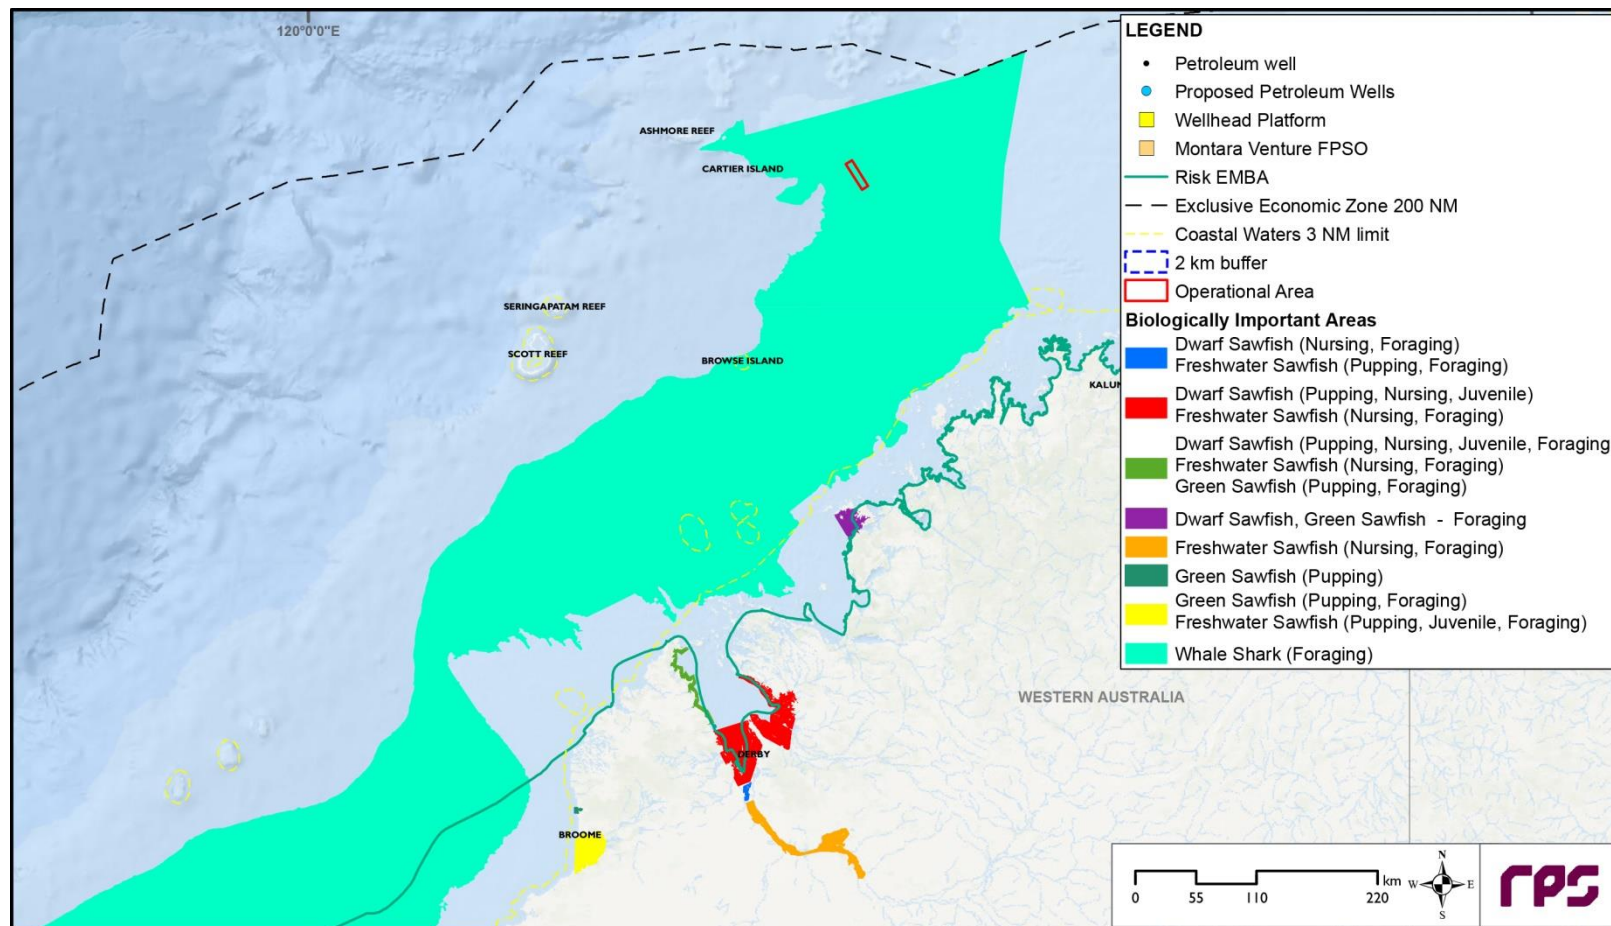 120°0'0"E
ASHMORE REEF
CARTIER ISLAND
SERINGAPATAM REEF
SCOTT REEF
BROWSE ISLAND
KALUN
WESTERN AUSTRALIA
DERBY
BROOME
LEGEND
Petroleum well
Proposed Petroleum Wells
Wellhead Platform
Montara Venture FPSO
Risk EMBA
Exclusive Economic Zone 200 NM
Coastal Waters 3 NM limit
2 km buffer
Operational Area
Biologically Important Areas
Dwarf Sawfish (Nursing, Foraging)
Freshwater Sawfish (Pupping, Foraging)
Dwarf Sawfish (Pupping, Nursing, Juvenile)
Freshwater Sawfish (Nursing, Foraging)
Dwarf Sawfish (Pupping, Nursing, Juvenile, Foraging)
Freshwater Sawfish (Nursing, Foraging)
Green Sawfish (Pupping, Foraging)
Dwarf Sawfish, Green Sawfish - Foraging
Freshwater Sawfish (Nursing, Foraging)
Green Sawfish (Pupping)
Green Sawfish (Pupping, Foraging)
Freshwater Sawfish (Pupping, Juvenile, Foraging)
Whale Shark (Foraging)
0 55 110 220 km
N
W E
S
rps